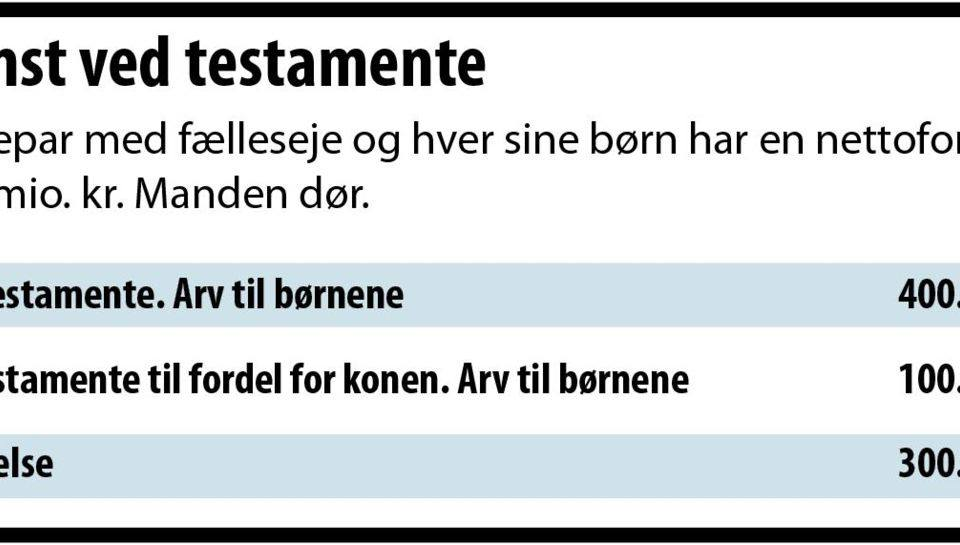 nst ved testamente
epar med fælleseje og hver sine børn har en nettofor
mio. kr. Manden dør.
estamente. Arv til børnene 400.
stamente til fordel for konen. Arv til børnene 100.
else 300.